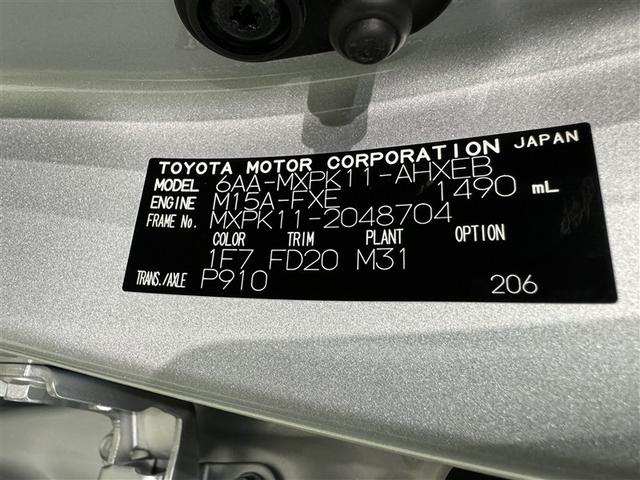 TOYOTA MOTOR CORPORATION JAPAN
MODEL 6AA-MXPK11-AHXEB
ENGINE M15A-FXE 1490 mL
FRAME No. MXPK11-2048704
COLOR TRIM PLANT OPTION
1F7 FD20 M31
TRANS./AXLE P910 206